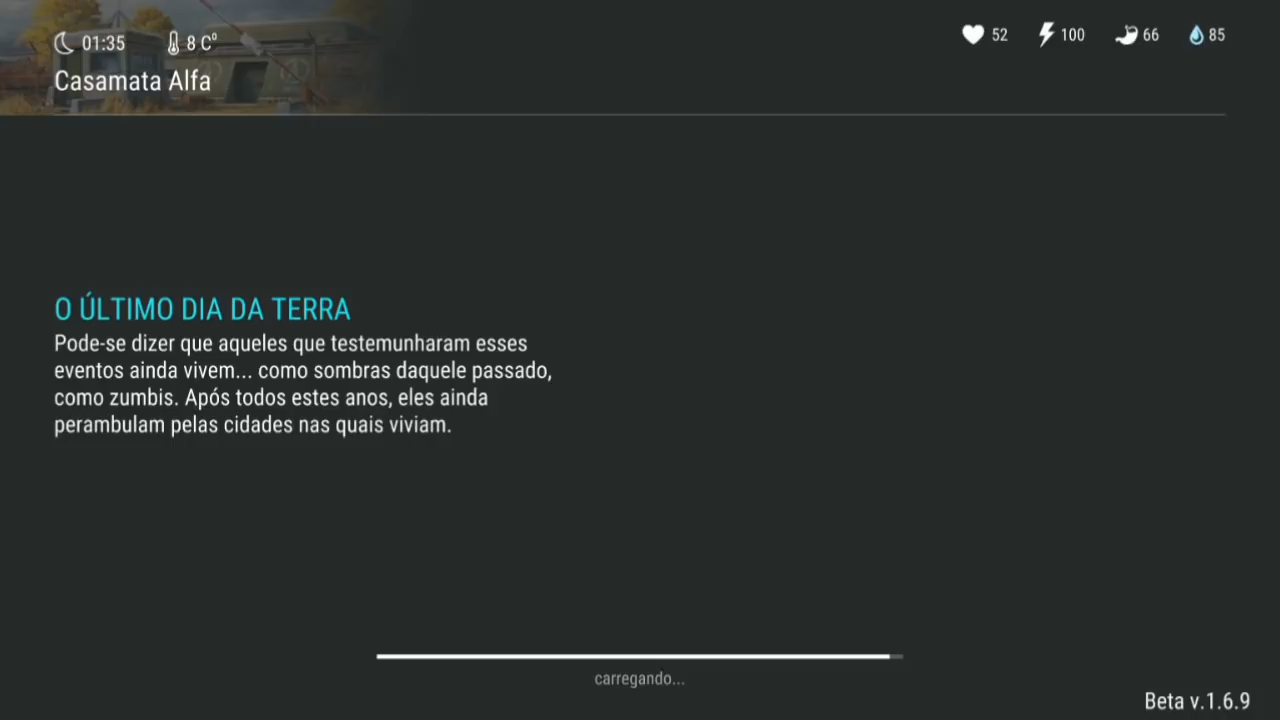 01:35 8 Cº
52 100 66 85
Casamata Alfa
O ÚLTIMO DIA DA TERRA
Pode-se dizer que aqueles que testemunharam esses
eventos ainda vivem... como sombras daquele passado,
como zumbis. Após todos estes anos, eles ainda
perambulam pelas cidades nas quais viviam.
carregando...
Beta v.1.6.9